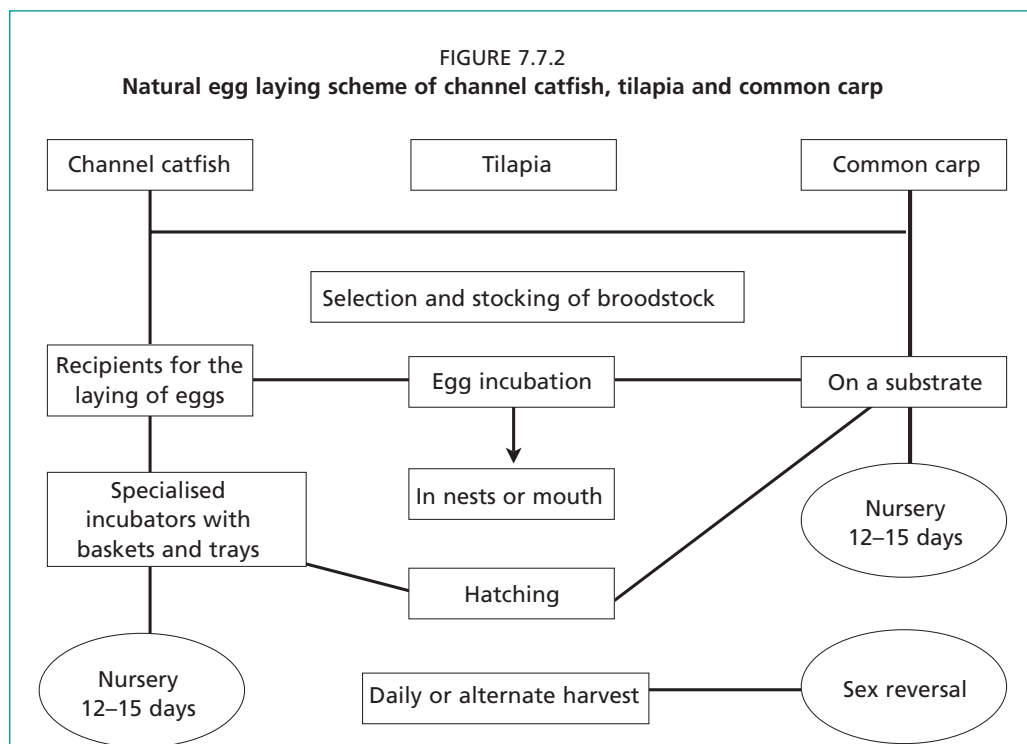 FIGURE 7.7.2
Natural egg laying scheme of channel catfish, tilapia and common carp
Channel catfish
Tilapia
Common carp
Selection and stocking of broodstock
Recipients for the
laying of eggs
Egg incubation
On a substrate
Specialised
incubators with
baskets and trays
In nests or mouth
Nursery
12–15 days
Hatching
Nursery
12–15 days
Daily or alternate harvest
Sex reversal